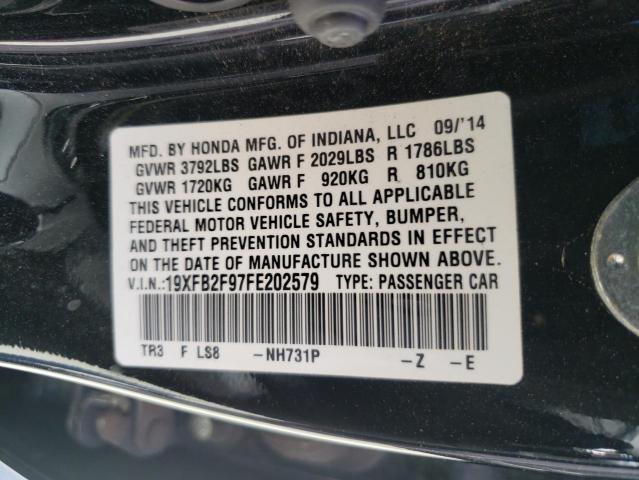 MFD. BY HONDA MFG. OF INDIANA, LLC 09/'14
GVWR 3792LBS GAWR F 2029LBS R 1786LBS
GVWR 1720KG GAWR F 920KG R 810KG
THIS VEHICLE CONFORMS TO ALL APPLICABLE
FEDERAL MOTOR VEHICLE SAFETY, BUMPER,
AND THEFT PREVENTION STANDARDS IN EFFECT
ON THE DATE OF MANUFACTURE SHOWN ABOVE.
V.I.N.:19XFB2F97FE202579 TYPE: PASSENGER CAR
TR3 F LS8 -NH731P -Z -E